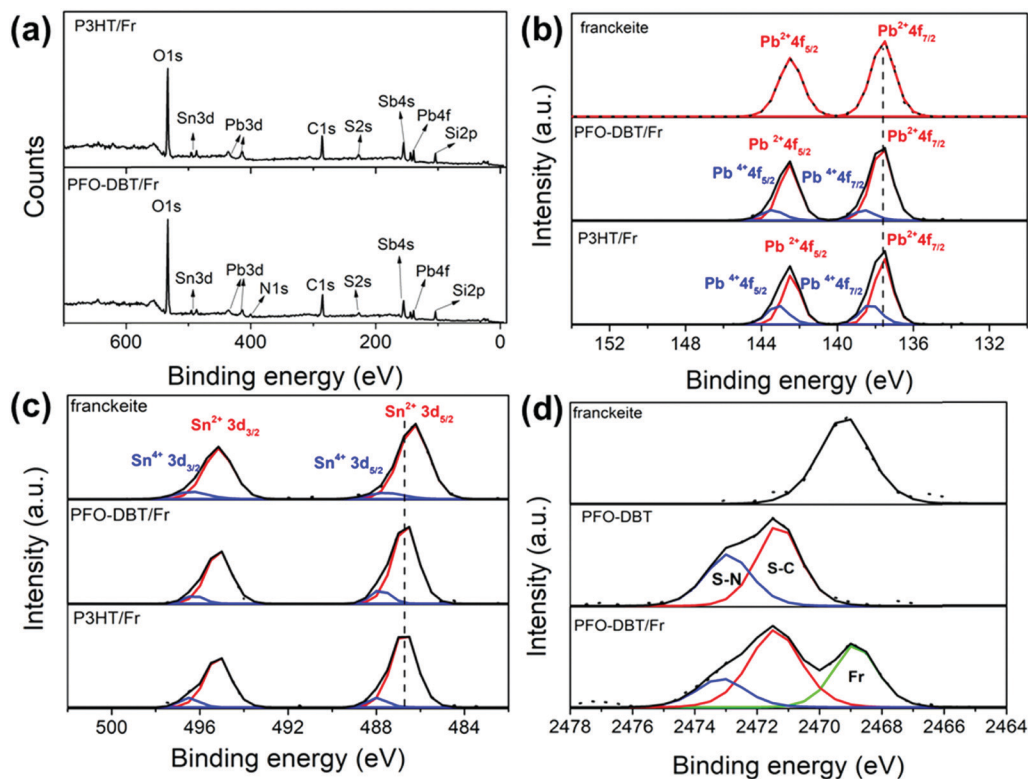 (a)
P3HT/Fr
O1s
Sn3d
Pb3d
C1s
S2s
Sb4s
Pb4f
Si2p
PFO-DBT/Fr
O1s
Sn3d
Pb3d
N1s
C1s
S2s
Sb4s
Pb4f
Si2p
Counts
600 400 200 0
Binding energy (eV)
(b)
franckeite
Pb²⁺4f₅/₂
Pb²⁺4f₇/₂
PFO-DBT/Fr
Pb ²⁺4f₅/₂
Pb²⁺4f₇/₂
Pb ⁴⁺4f₅/₂
Pb ⁴⁺4f₇/₂
P3HT/Fr
Pb ²⁺4f₅/₂
Pb²⁺4f₇/₂
Pb ⁴⁺4f₅/₂
Pb ⁴⁺4f₇/₂
Intensity (a.u.)
152 148 144 140 136 132
Binding energy (eV)
(c)
franckeite
Sn²⁺ 3d₃/₂
Sn²⁺ 3d₅/₂
Sn⁴⁺ 3d₃/₂
Sn⁴⁺ 3d₅/₂
PFO-DBT/Fr
P3HT/Fr
Intensity (a.u.)
500 496 492 488 484
Binding energy (eV)
(d)
franckeite
PFO-DBT
S-N
S-C
PFO-DBT/Fr
Fr
Intensity (a.u.)
2478 2476 2474 2472 2470 2468 2466 2464
Binding energy (eV)